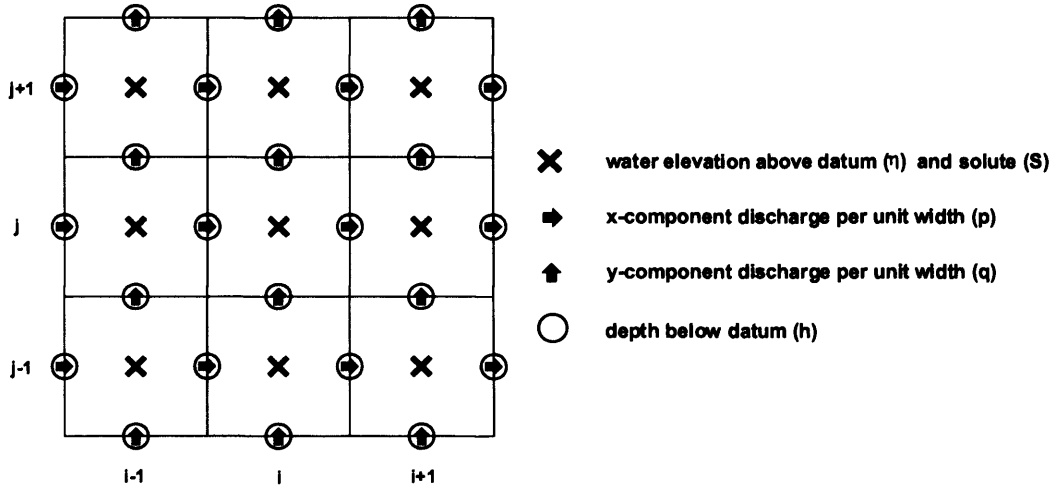 j+1
j
j-1
i-1
i
i+1
water elevation above datum (η) and solute (S)
x-component discharge per unit width (p)
y-component discharge per unit width (q)
depth below datum (h)